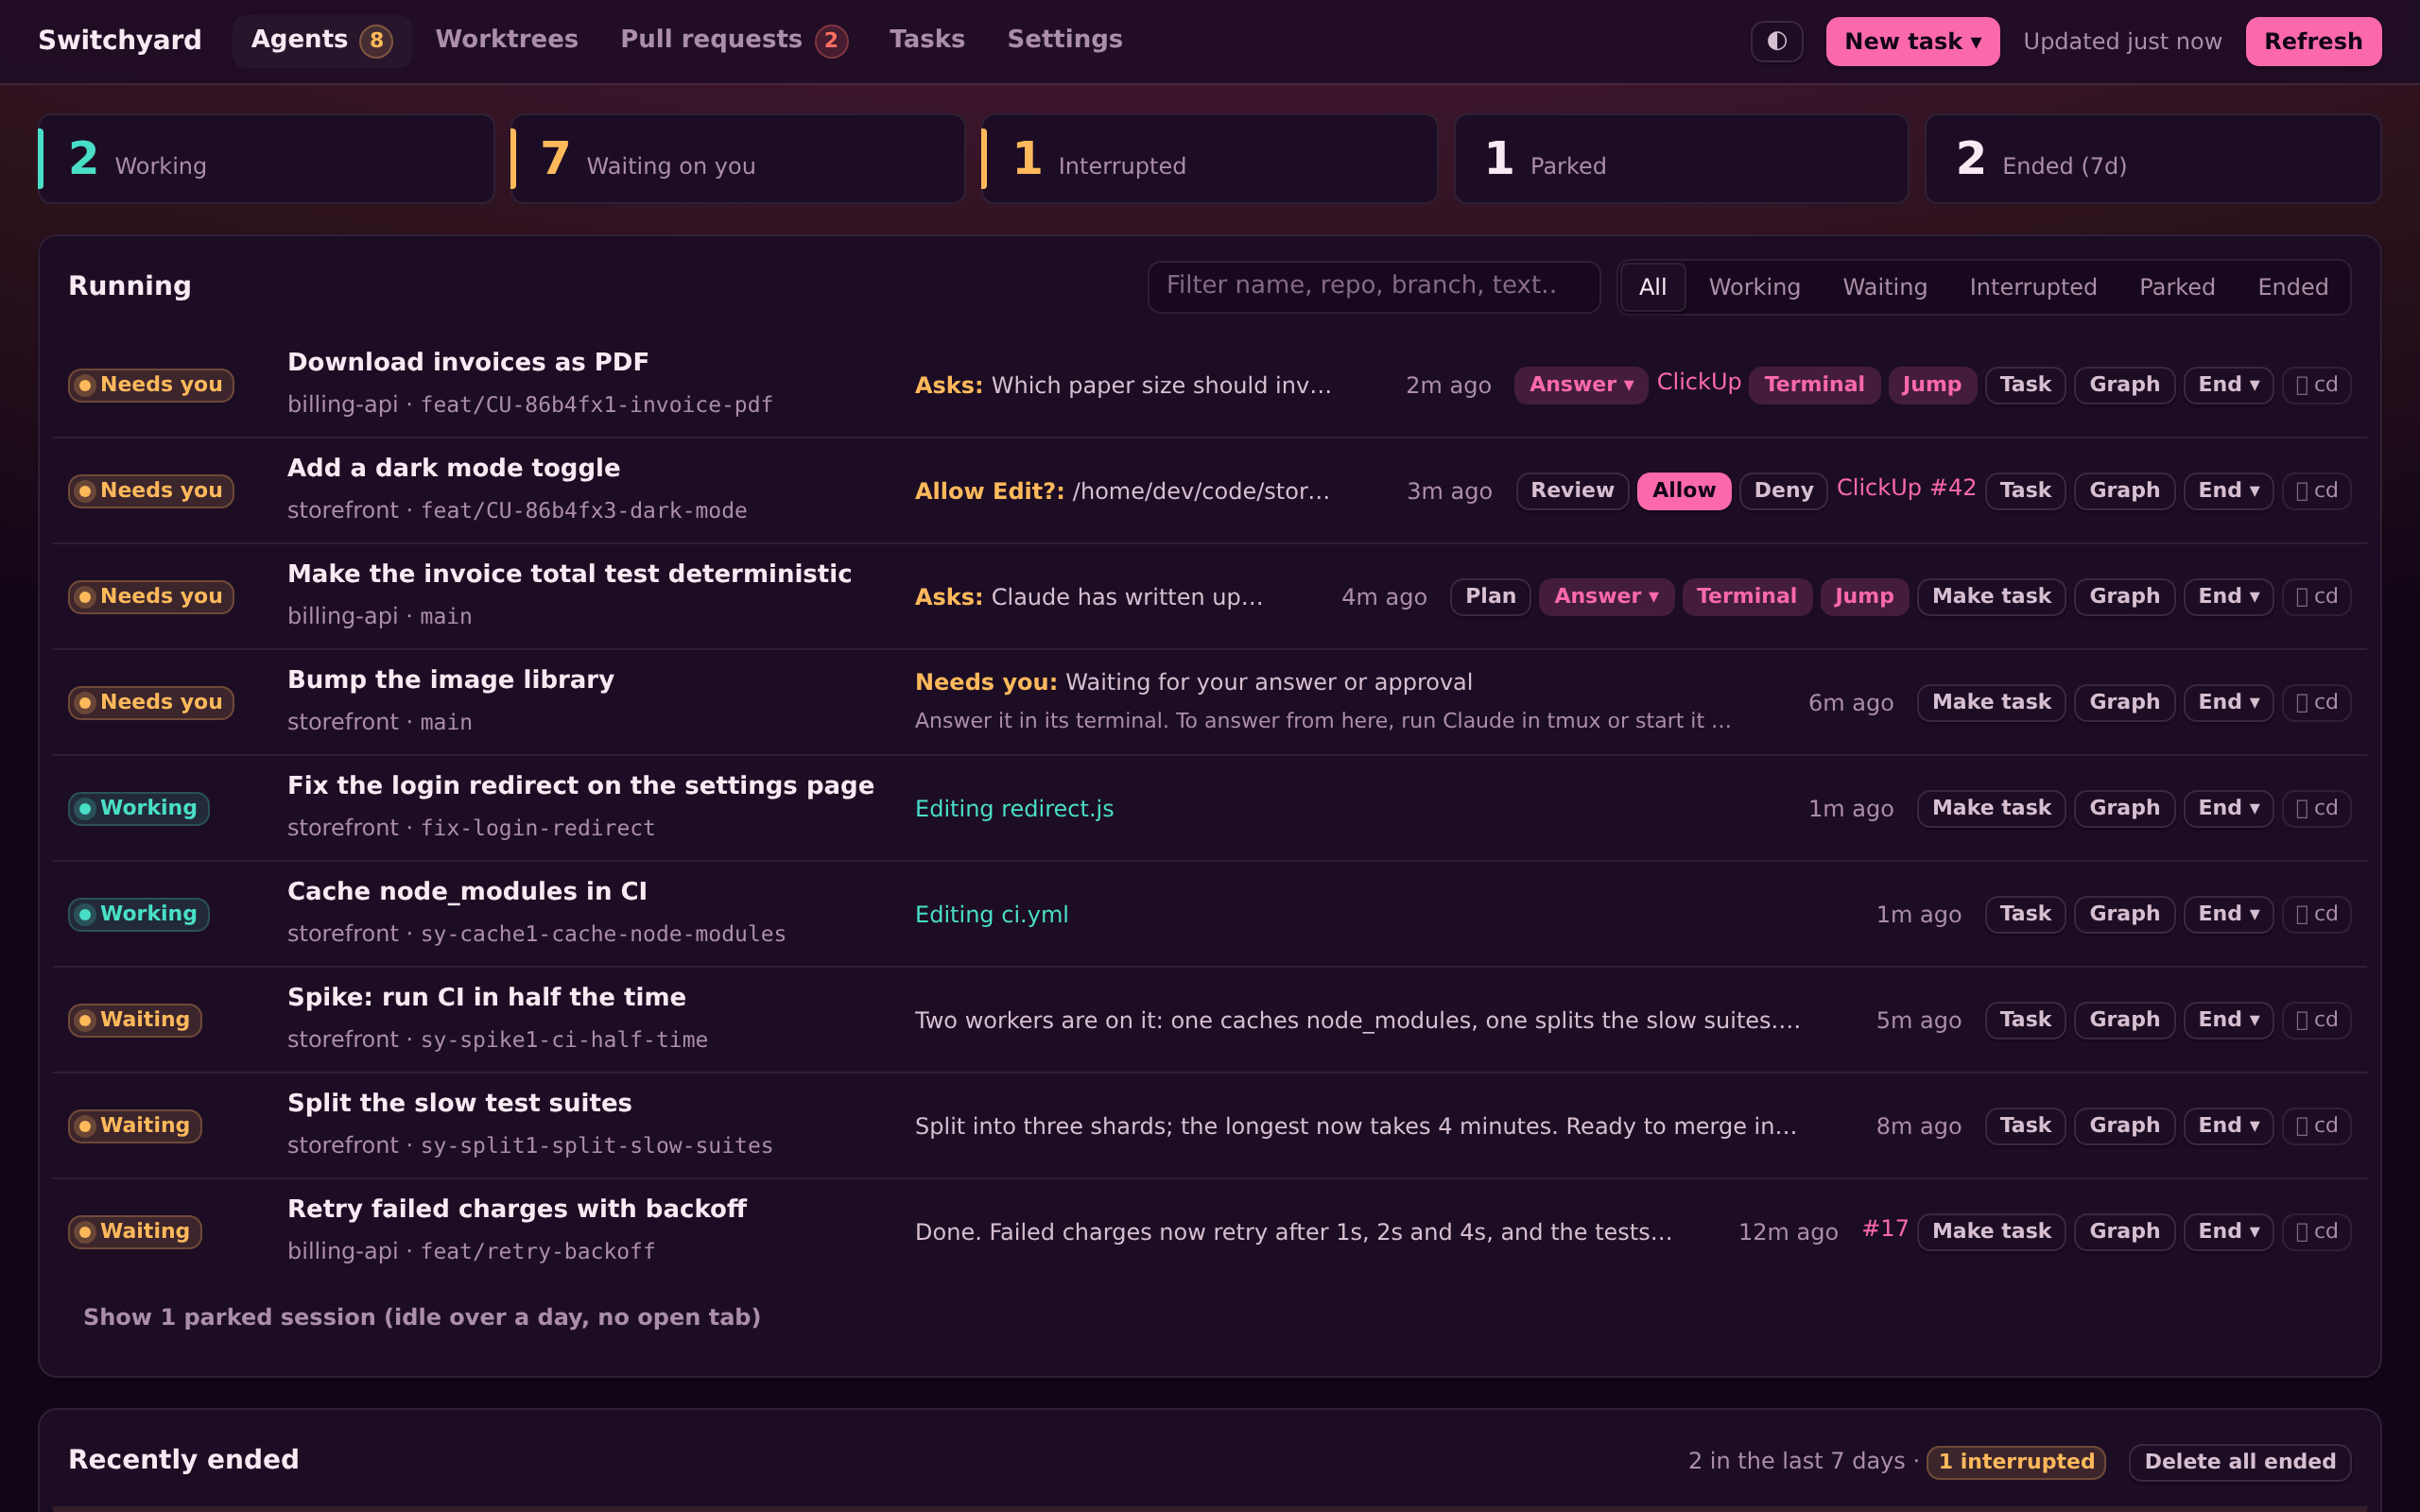 Switchyard Agents 8 Worktrees Pull requests 2 Tasks Settings New task ▾ Updated just now Refresh
2 Working 7 Waiting on you 1 Interrupted 1 Parked 2 Ended (7d)
Running Filter name, repo, branch, text.. All Working Waiting Interrupted Parked Ended
Needs you Download invoices as PDF Asks: Which paper size should inv… 2m ago Answer ▾ ClickUp Terminal Jump Task Graph End ▾ cd
billing-api · feat/CU-86b4fx1-invoice-pdf
Needs you Add a dark mode toggle Allow Edit?: /home/dev/code/stor… 3m ago Review Allow Deny ClickUp #42 Task Graph End ▾ cd
storefront · feat/CU-86b4fx3-dark-mode
Needs you Make the invoice total test deterministic Asks: Claude has written up… 4m ago Plan Answer ▾ Terminal Jump Make task Graph End ▾ cd
billing-api · main
Needs you Bump the image library Needs you: Waiting for your answer or approval 6m ago Make task Graph End ▾ cd
storefront · main Answer it in its terminal. To answer from here, run Claude in tmux or start it …
Working Fix the login redirect on the settings page Editing redirect.js 1m ago Make task Graph End ▾ cd
storefront · fix-login-redirect
Working Cache node_modules in CI Editing ci.yml 1m ago Task Graph End ▾ cd
storefront · sy-cache1-cache-node-modules
Waiting Spike: run CI in half the time Two workers are on it: one caches node_modules, one splits the slow suites.… 5m ago Task Graph End ▾ cd
storefront · sy-spike1-ci-half-time
Waiting Split the slow test suites Split into three shards; the longest now takes 4 minutes. Ready to merge in… 8m ago Task Graph End ▾ cd
storefront · sy-split1-split-slow-suites
Waiting Retry failed charges with backoff Done. Failed charges now retry after 1s, 2s and 4s, and the tests… 12m ago #17 Make task Graph End ▾ cd
billing-api · feat/retry-backoff
Show 1 parked session (idle over a day, no open tab)
Recently ended 2 in the last 7 days · 1 interrupted Delete all ended